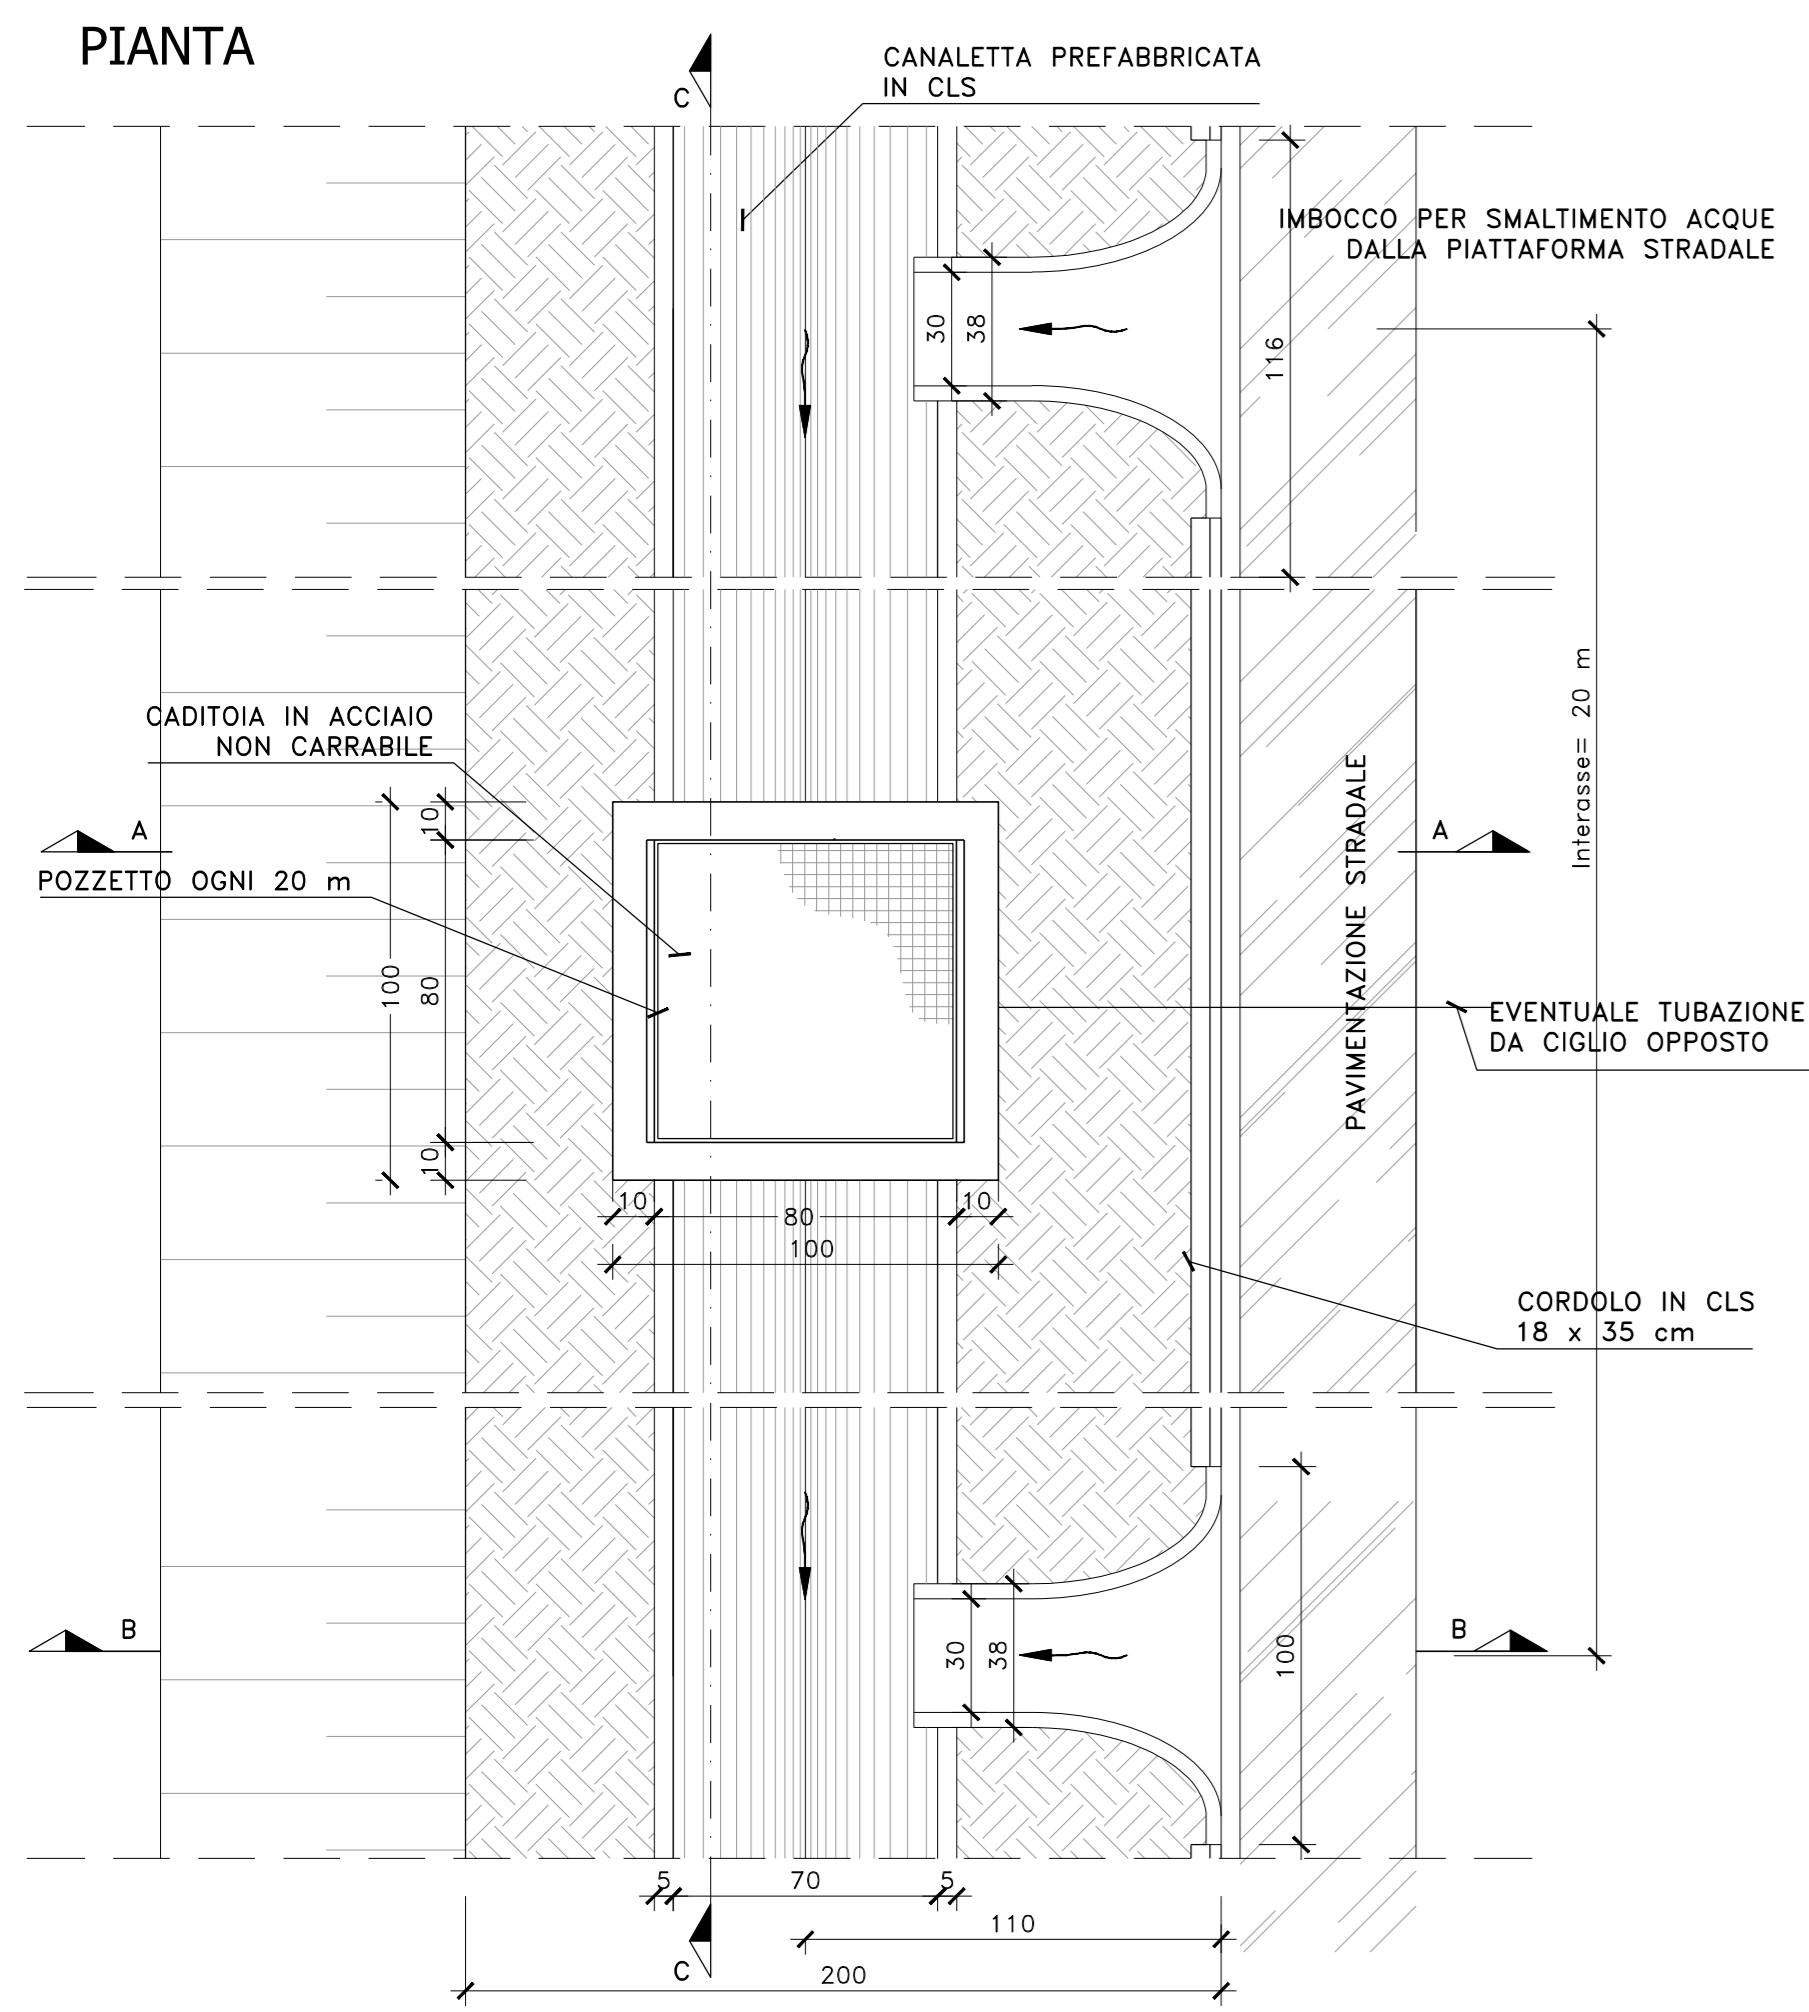 PIANTA
CANALETTA PREFABBRICATA
IN CLS
C
IMBOCCO PER SMALTIMENTO ACQUE
DALLA PIATTAFORMA STRADALE
30
38
116
Interasse= 20 m
CADITOIA IN ACCIAIO
NON CARRABILE
10
A
A
POZZETTO OGNI 20 m
100
80
10
PAVIMENTAZIONE STRADALE
EVENTUALE TUBAZIONE
DA CIGLIO OPPOSTO
10
80
10
100
CORDOLO IN CLS
18 x 35 cm
B
B
30
38
100
5
70
5
110
C
200